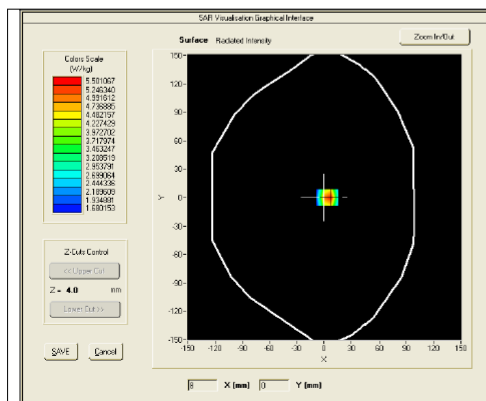 SAR Visualisation Graphical Interface
Surface Radiated Intensity
Zoom In/Out
Colors Scale
(W/kg)
5.501067
5.246340
4.991612
4.736885
4.482157
4.227429
3.972702
3.717974
3.463247
3.208519
2.953791
2.699064
2.444336
2.189609
1.934881
1.680153
Z-Cuts Control
<< Upper Cut
Z = 4.0 mm
Lower Cut >>
SAVE Cancel
150-
120-
90-
60-
30-
Y 0-
-30-
-60-
-90-
-120-
-150-
-150 -120 -90 -60 -30 0 30 60 90 120 150
X
8 X (mm) 0 Y (mm)